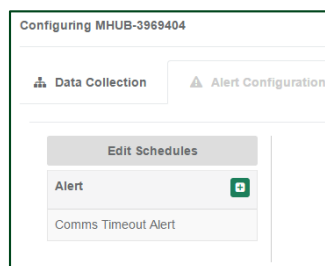 Configuring MHUB-3969404
Data Collection
Alert Configuration
Edit Schedules
Alert
Comms Timeout Alert